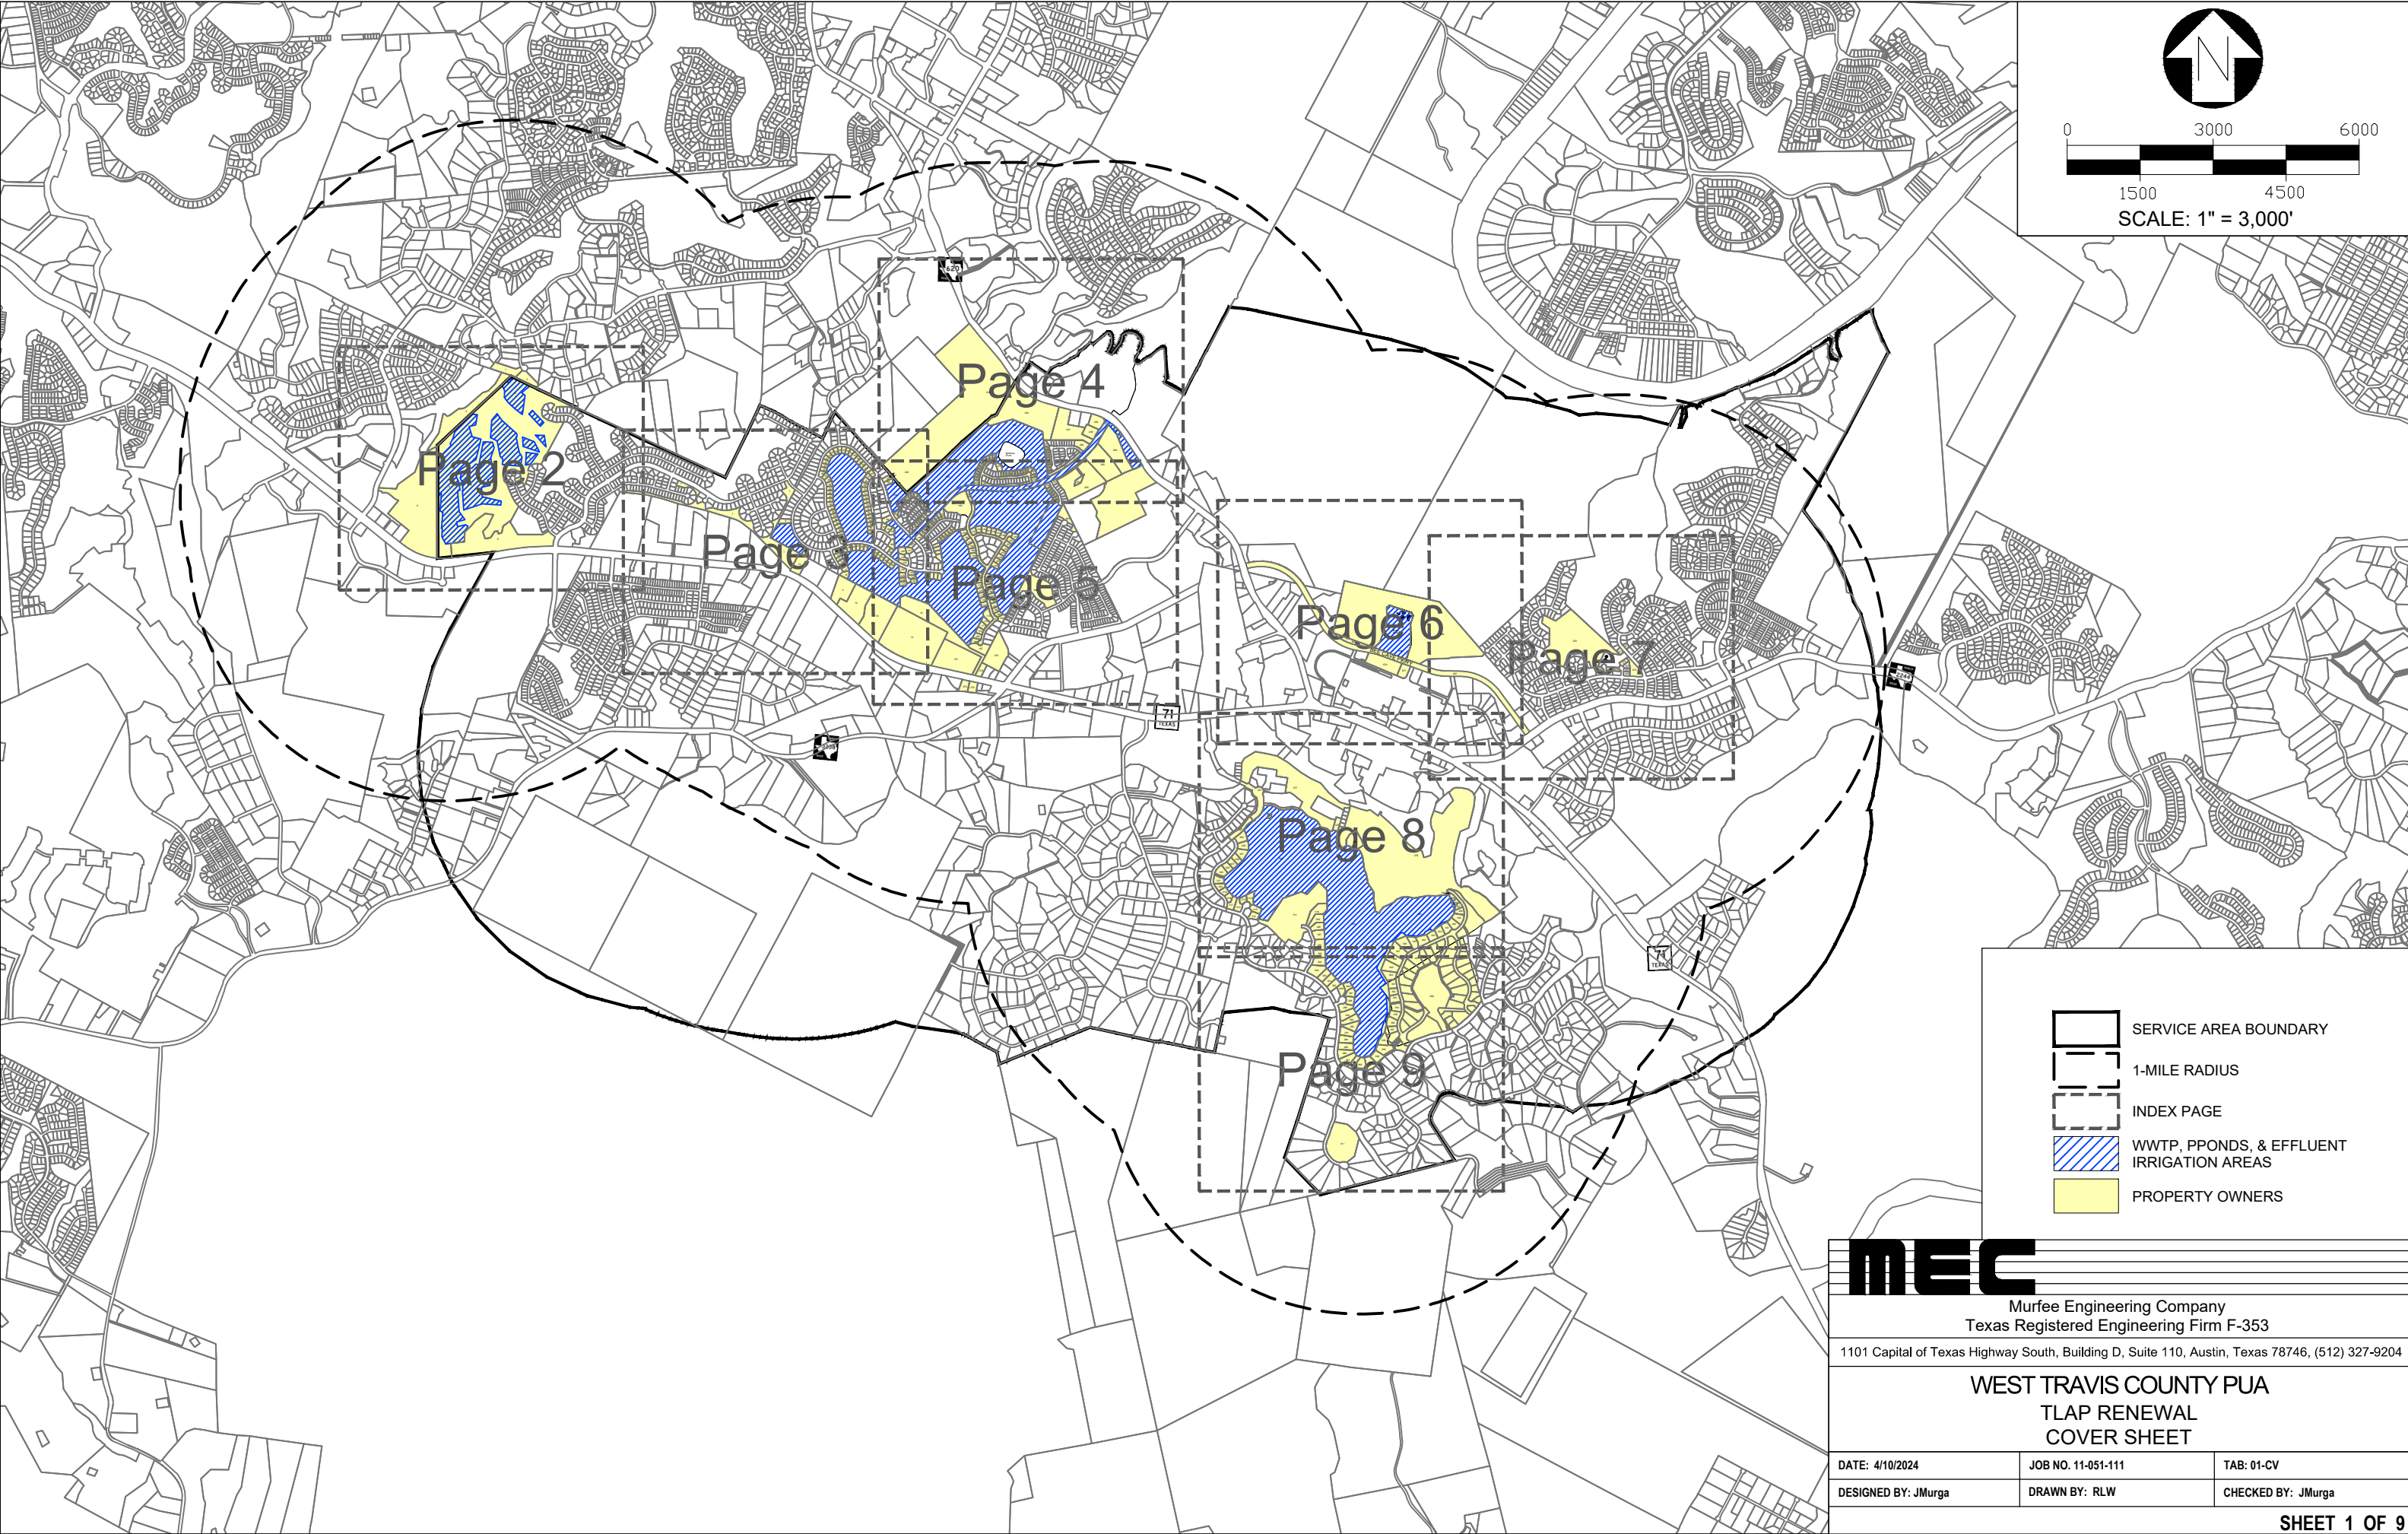 N
0 3000 6000
1500 4500
SCALE: 1" = 3,000'
620
Page 4
Page 2
Page 3
Page 5
Page 6
Page 7
2244
71
TEXAS
Page 8
71
TEXAS
Page 9
SERVICE AREA BOUNDARY
1-MILE RADIUS
INDEX PAGE
WWTP, PPONDS, & EFFLUENT
IRRIGATION AREAS
PROPERTY OWNERS
MEC
Murfee Engineering Company
Texas Registered Engineering Firm F-353
1101 Capital of Texas Highway South, Building D, Suite 110, Austin, Texas 78746, (512) 327-9204
WEST TRAVIS COUNTY PUA
TLAP RENEWAL
COVER SHEET
DATE: 4/10/2024 JOB NO. 11-051-111 TAB: 01-CV
DESIGNED BY: JMurga DRAWN BY: RLW CHECKED BY: JMurga
SHEET 1 OF 9